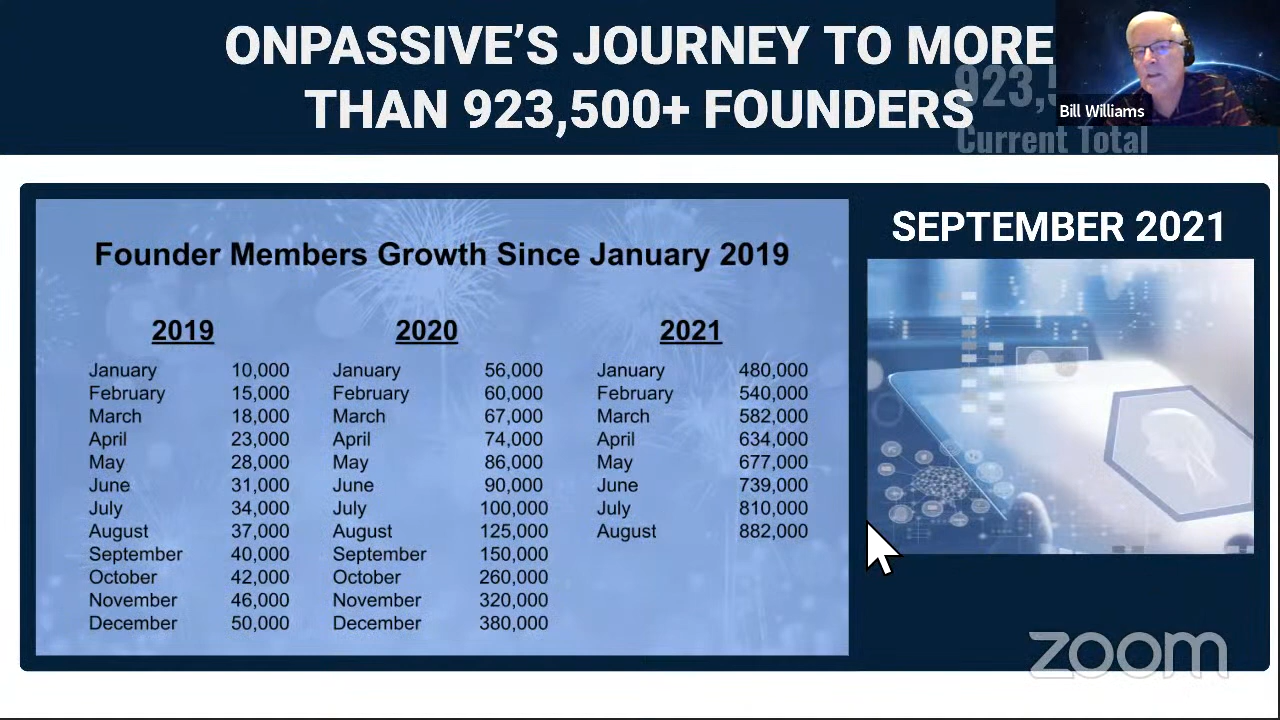 ONPASSIVE'S JOURNEY TO MORE
THAN 923,500+ FOUNDERS
923,5
Current Total
Bill Williams
Founder Members Growth Since January 2019
2019
January 10,000
February 15,000
March 18,000
April 23,000
May 28,000
June 31,000
July 34,000
August 37,000
September 40,000
October 42,000
November 46,000
December 50,000
2020
January 56,000
February 60,000
March 67,000
April 74,000
May 86,000
June 90,000
July 100,000
August 125,000
September 150,000
October 260,000
November 320,000
December 380,000
2021
January 480,000
February 540,000
March 582,000
April 634,000
May 677,000
June 739,000
July 810,000
August 882,000
SEPTEMBER 2021
zoom